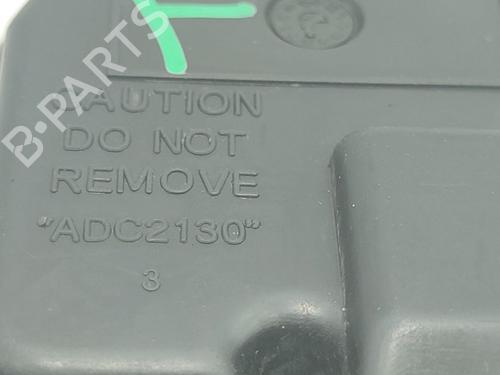 B-PARTS
CAUTION
DO NOT
REMOVE
"ADC2130"
3